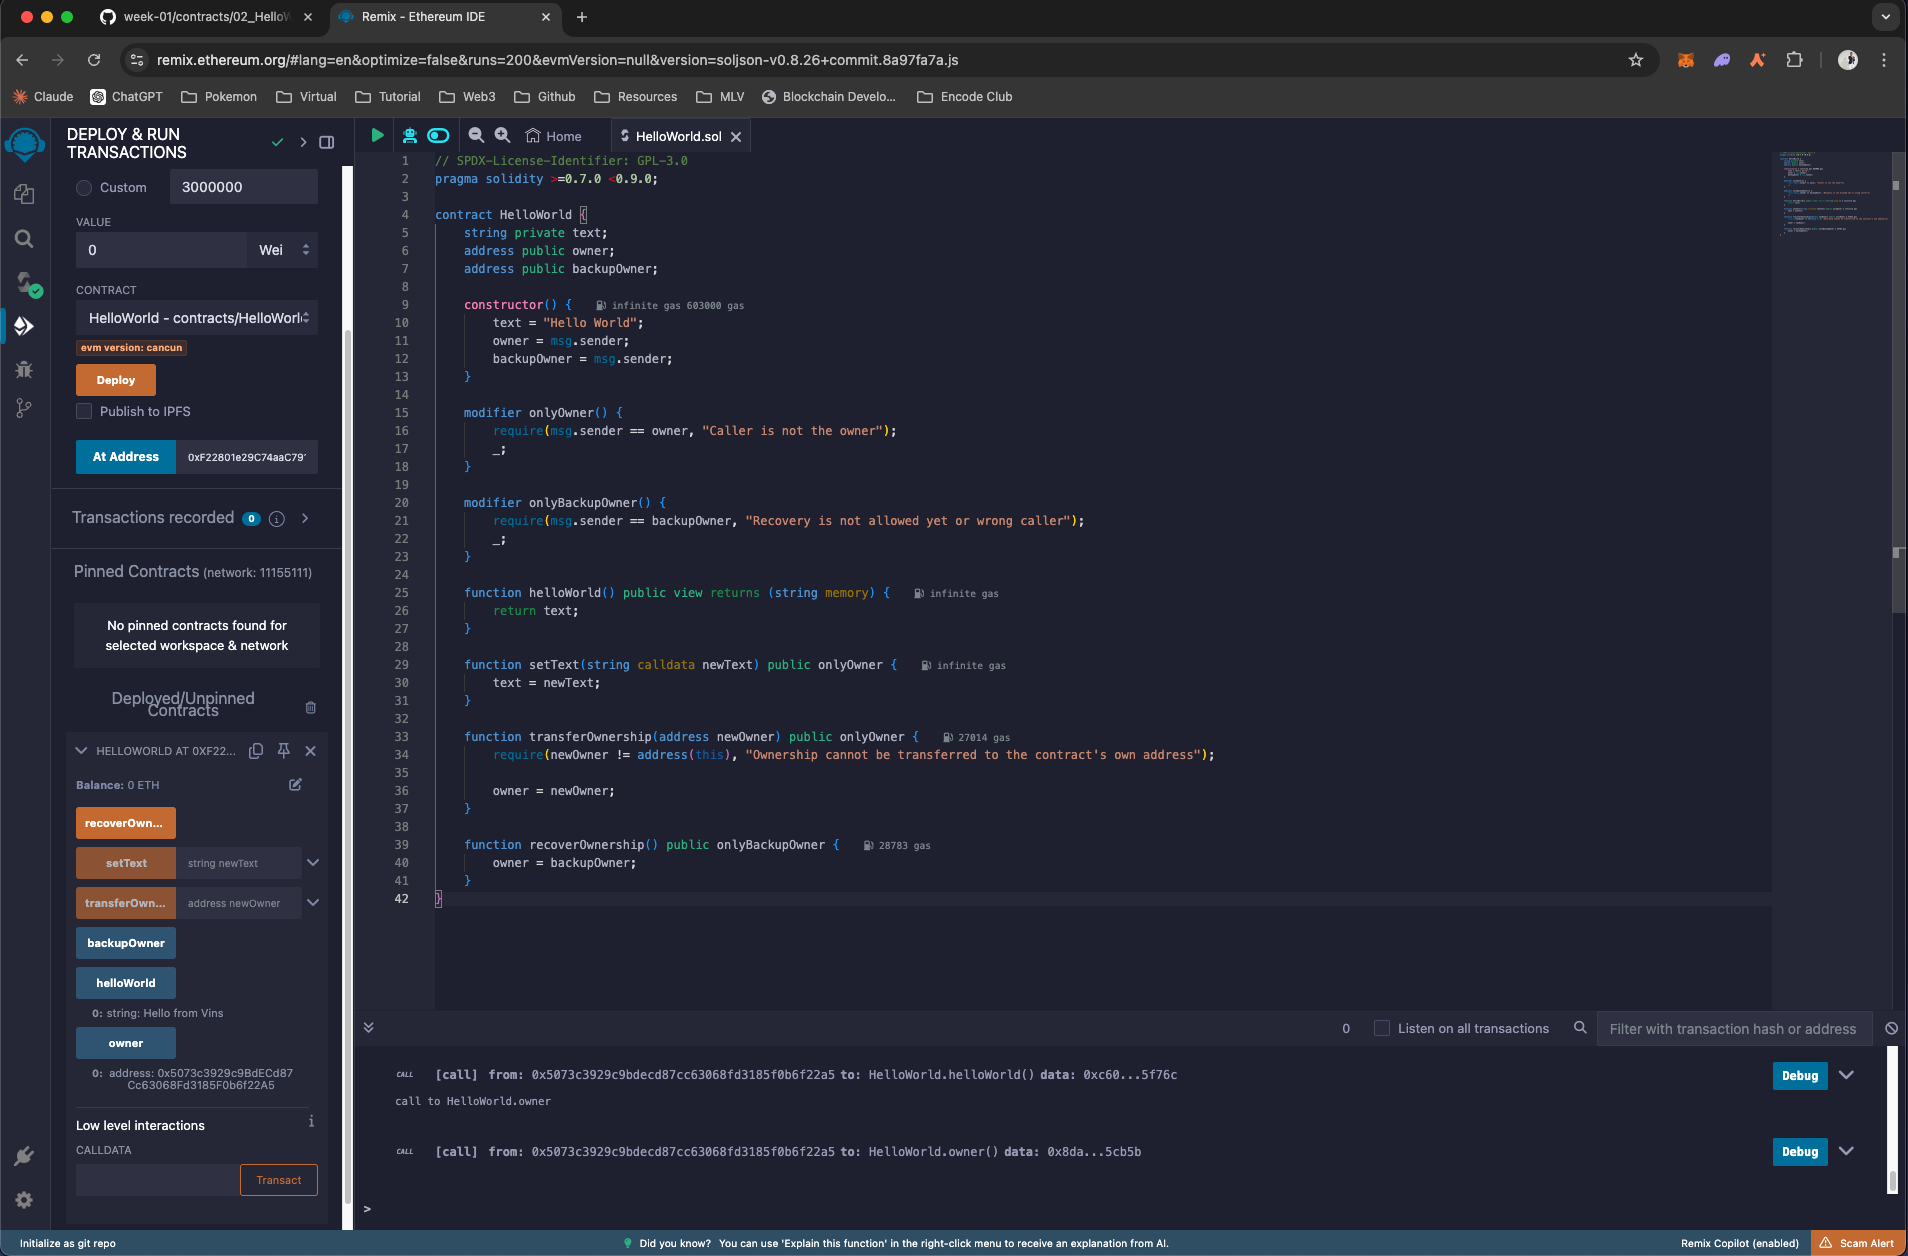 week-01/contracts/02_HelloW
Remix - Ethereum IDE
remix.ethereum.org/#lang=en&optimize=false&runs=200&evmVersion=null&version=soljson-v0.8.26+commit.8a97fa7a.js
Claude ChatGPT Pokemon Virtual Tutorial Web3 Github Resources MLV Blockchain Develo... Encode Club
DEPLOY & RUN
TRANSACTIONS
Custom 3000000
VALUE
0 Wei
CONTRACT
HelloWorld - contracts/HelloWorl
evm version: cancun
Deploy
Publish to IPFS
At Address 0xF22801e29C74aaC79
Transactions recorded 0 i
Pinned Contracts (network: 11155111)
No pinned contracts found for
selected workspace & network
Deployed/Unpinned
Contracts
HELLOWORLD AT 0XF22...
Balance: 0 ETH
recoverOwn...
setText string newText
transferOwn... address newOwner
backupOwner
helloWorld
0: string: Hello from Vins
owner
0: address: 0x5073c3929c9BdECd87
Cc63068Fd3185F0b6f22A5
Low level interactions i
CALLDATA
Transact
Home HelloWorld.sol
1 // SPDX-License-Identifier: GPL-3.0
2 pragma solidity >=0.7.0 <0.9.0;
3
4 contract HelloWorld {
5 string private text;
6 address public owner;
7 address public backupOwner;
8
9 constructor() { infinite gas 603000 gas
10 text = "Hello World";
11 owner = msg.sender;
12 backupOwner = msg.sender;
13 }
14
15 modifier onlyOwner() {
16 require(msg.sender == owner, "Caller is not the owner");
17 _;
18 }
19
20 modifier onlyBackupOwner() {
21 require(msg.sender == backupOwner, "Recovery is not allowed yet or wrong caller");
22 _;
23 }
24
25 function helloWorld() public view returns (string memory) { infinite gas
26 return text;
27 }
28
29 function setText(string calldata newText) public onlyOwner { infinite gas
30 text = newText;
31 }
32
33 function transferOwnership(address newOwner) public onlyOwner { 27014 gas
34 require(newOwner != address(this), "Ownership cannot be transferred to the contract's own address");
35
36 owner = newOwner;
37 }
38
39 function recoverOwnership() public onlyBackupOwner { 28783 gas
40 owner = backupOwner;
41 }
42 }
0 Listen on all transactions Filter with transaction hash or address
CALL [call] from: 0x5073c3929c9bdecd87cc63068fd3185f0b6f22a5 to: HelloWorld.helloWorld() data: 0xc60...5f76c Debug
call to HelloWorld.owner
CALL [call] from: 0x5073c3929c9bdecd87cc63068fd3185f0b6f22a5 to: HelloWorld.owner() data: 0x8da...5cb5b Debug
>
Initialize as git repo
Did you know? You can use 'Explain this function' in the right-click menu to receive an explanation from AI.
Remix Copilot (enabled) Scam Alert